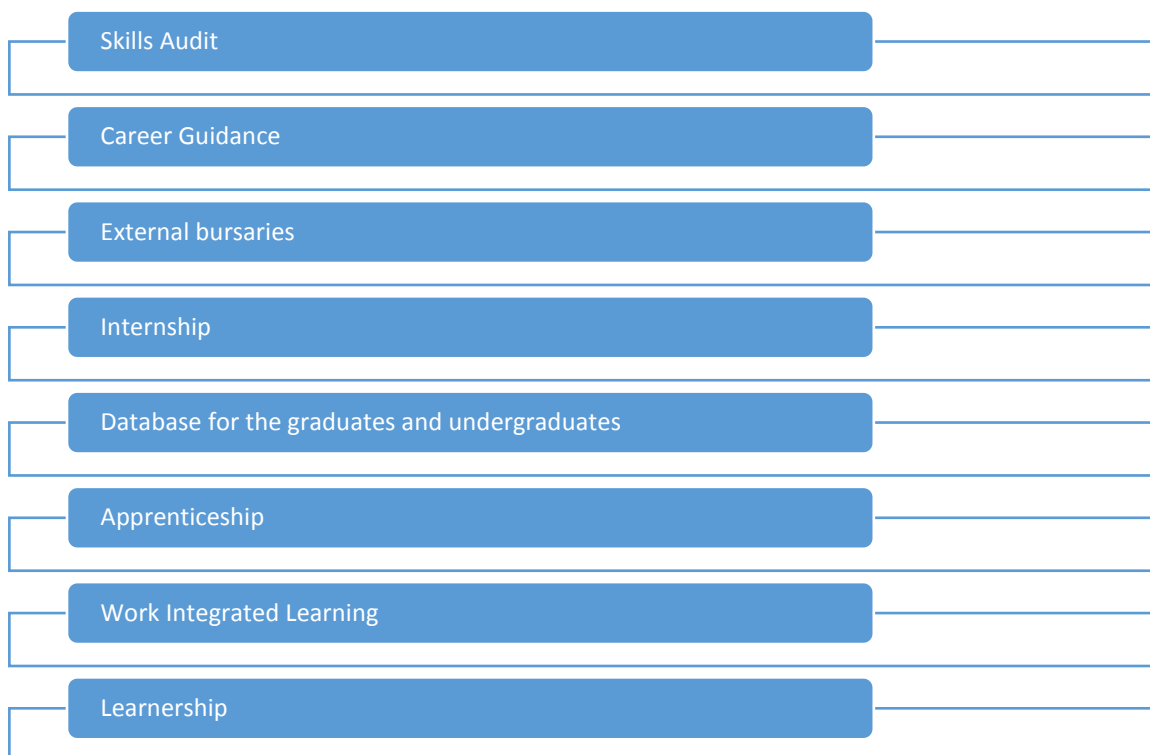 Skills Audit
Career Guidance
External bursaries
Internship
Database for the graduates and undergraduates
Apprenticeship
Work Integrated Learning
Learnership